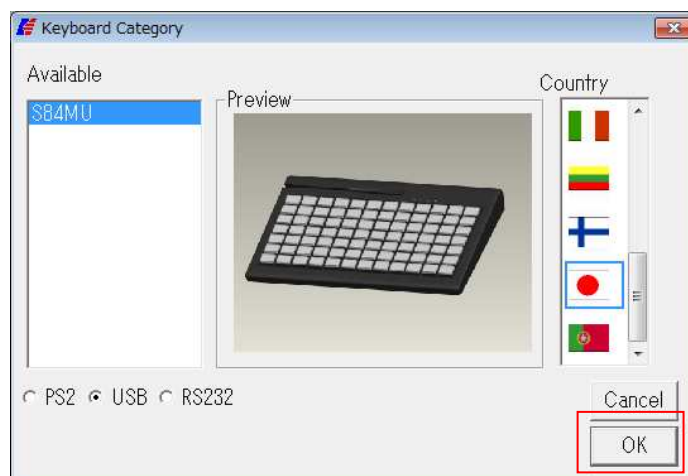 Keyboard Category
Available
Country
S84MU
Preview
PS2 USB RS232
Cancel
OK